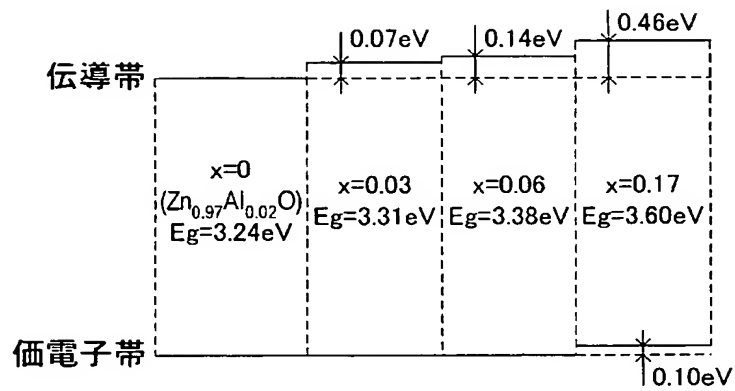 0.07eV
0.14eV
0.46eV
伝導帯
x=0
(Zn0.97Al0.02O)
Eg=3.24eV
x=0.03
Eg=3.31eV
x=0.06
Eg=3.38eV
x=0.17
Eg=3.60eV
価電子帯
0.10eV